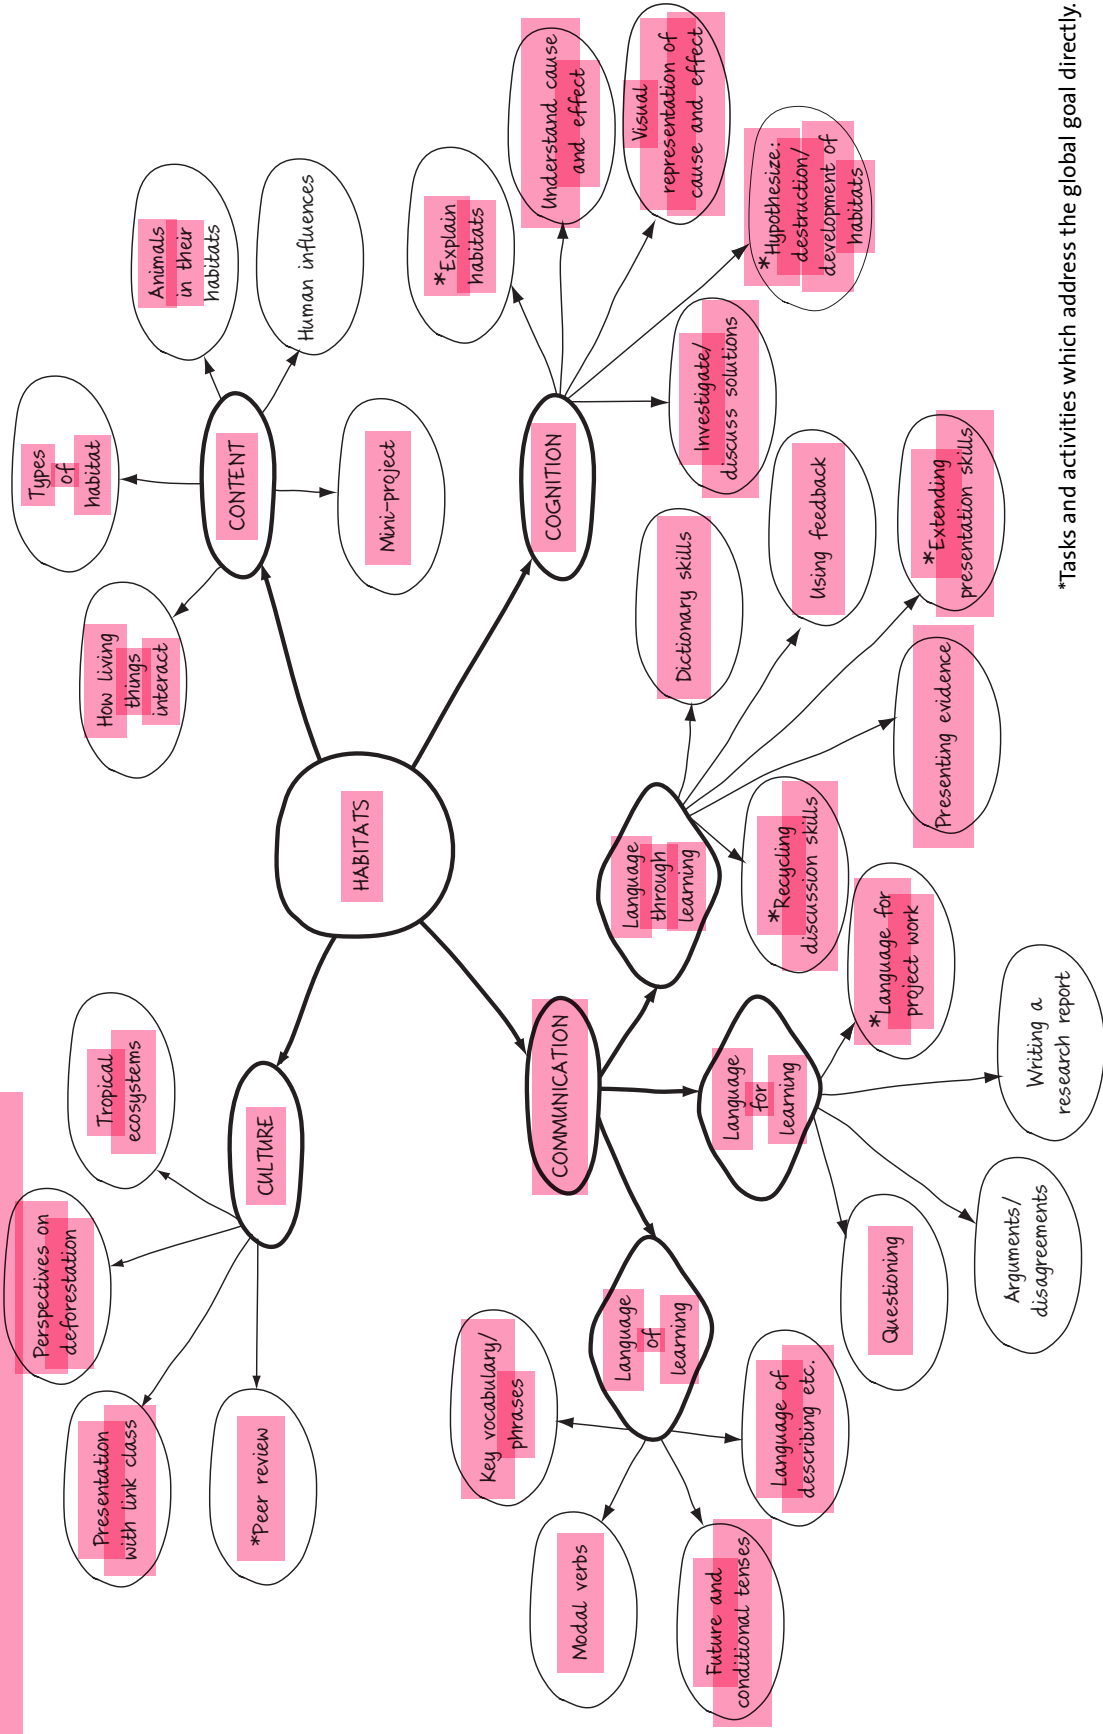 Presentation
with link class
Perspectives on
deforestation
Tropical
ecosystems
*Peer review
CULTURE
HABITATS
How living
things
interact
Types
of
habitat
Animals
in their
habitats
Human influences
CONTENT
Mini-project
COGNITION
*Explain
habitats
Understand cause
and effect
Visual
representation of
cause and effect
*Hypothesize:
destruction/
development of
habitats
Investigate/
discuss solutions
COMMUNICATION
Language
of
learning
Key vocabulary/
phrases
Modal verbs
Future and
conditional tenses
Language of
describing etc.
Language
for
learning
Questioning
Arguments/
disagreements
Writing a
research report
*Language for
project work
Language
through
learning
*Recycling
discussion skills
Presenting evidence
*Extending
presentation skills
Using feedback
Dictionary skills
*Tasks and activities which address the global goal directly.